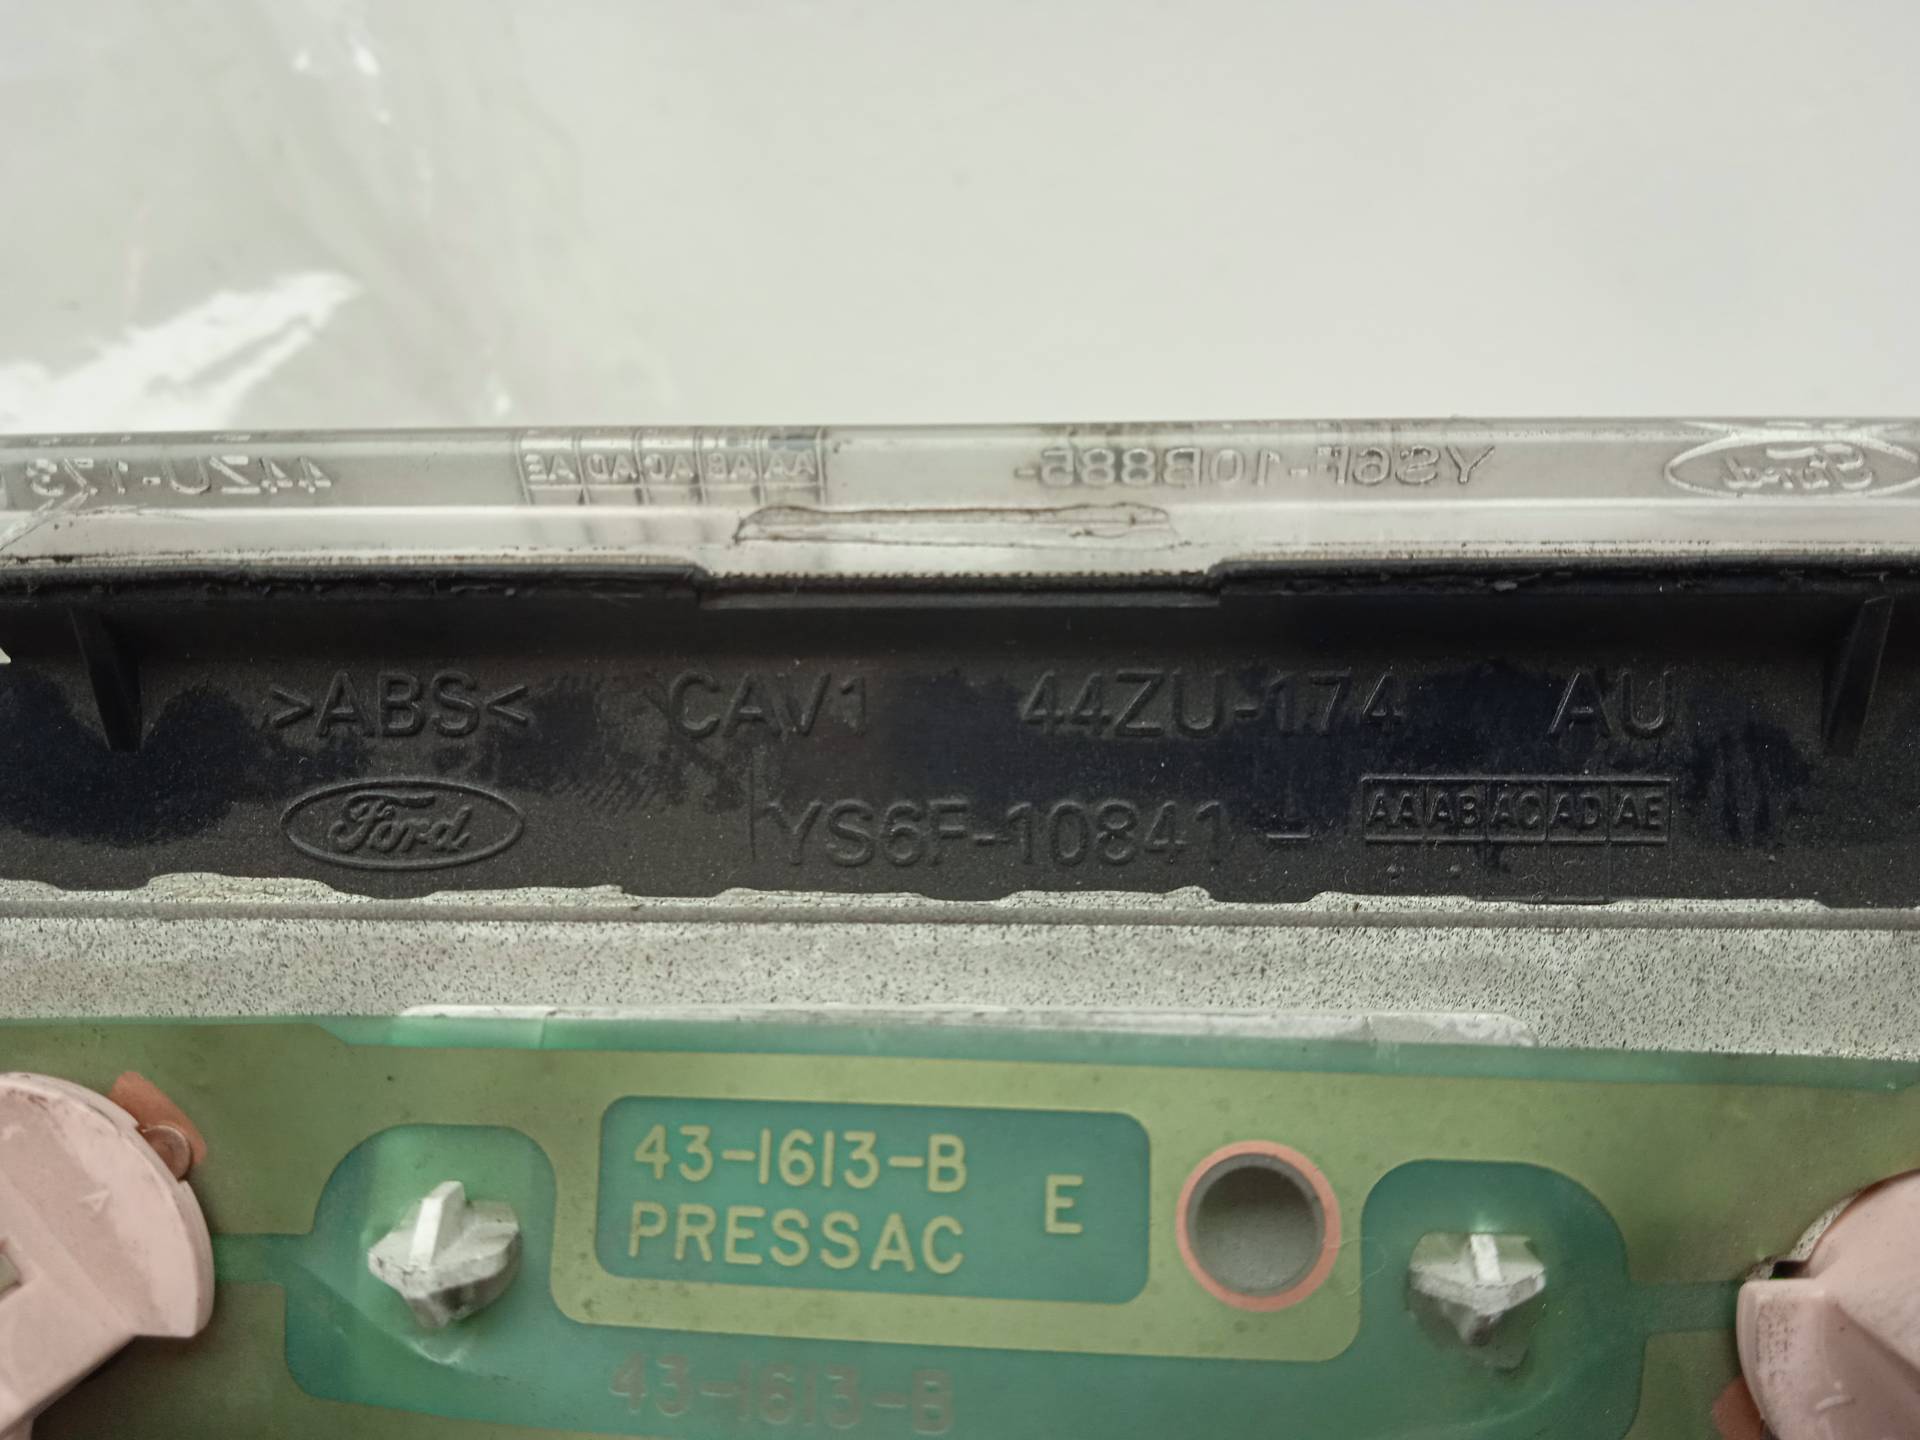 44ZU-173
AA AB AC AD AE
YS6F-10B885-
Ford
>ABS< CAV1 44ZU-174 AU
Ford YS6F-10841- AA AB AC AD AE
43-1613-B
PRESSAC E
43-1613-B